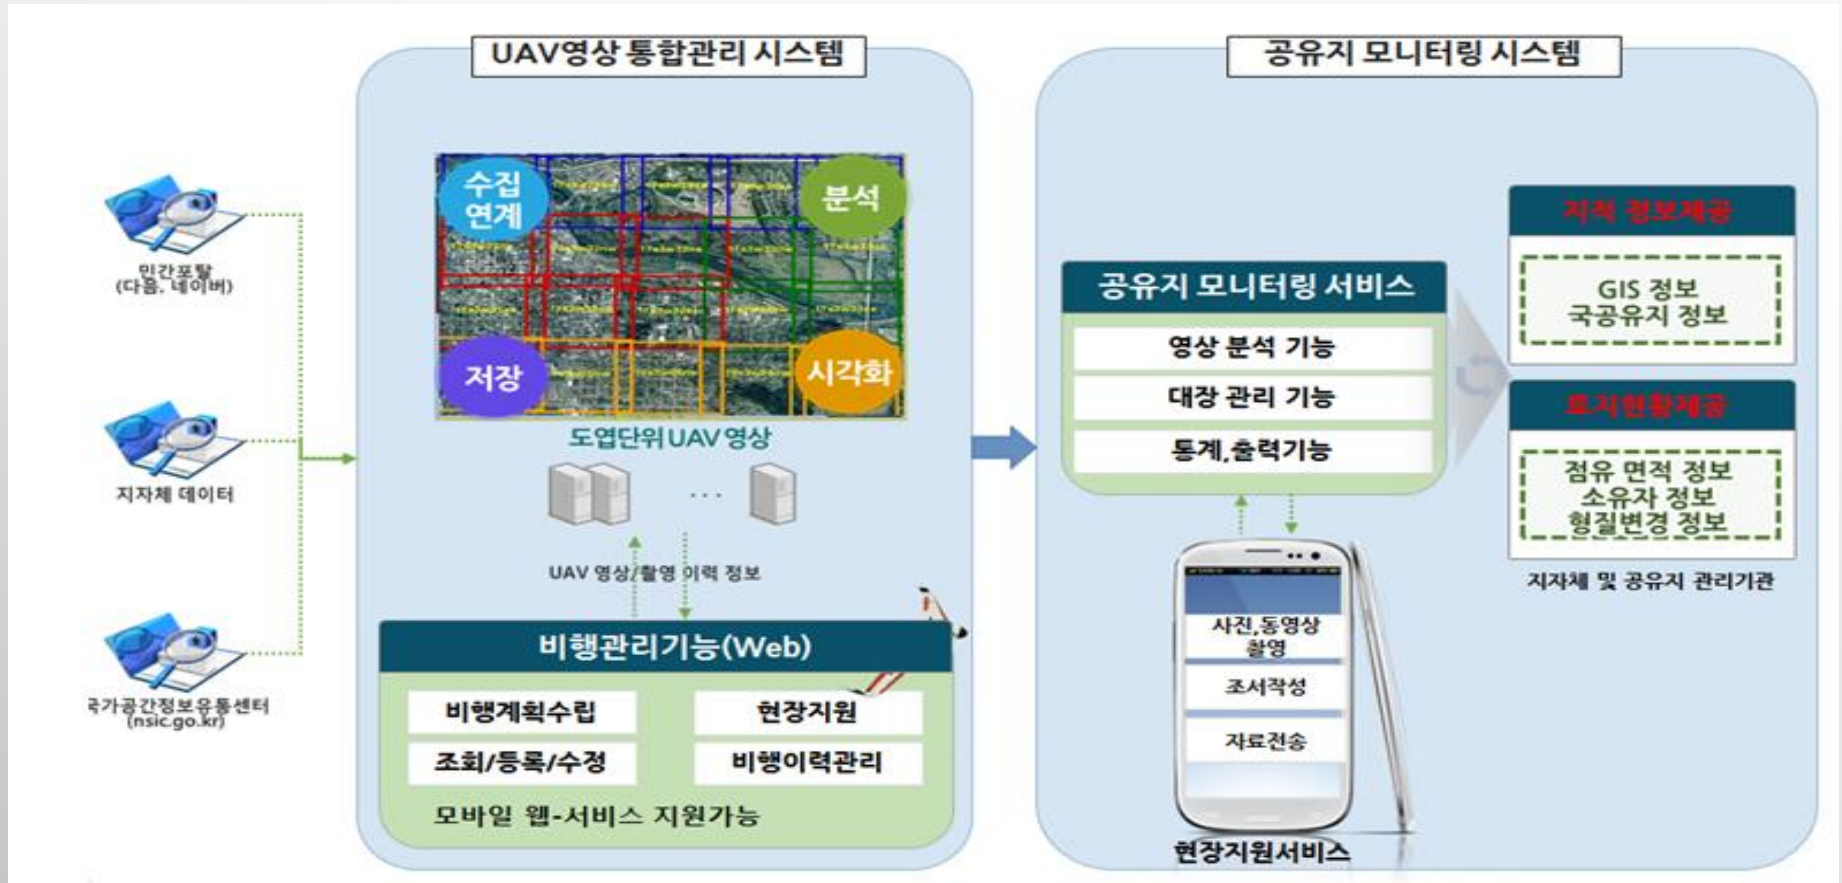 UAV영상 통합관리 시스템
공유지 모니터링 시스템
민간포탈
(다음, 네이버)
지자체 데이터
국가공간정보유통센터
(nsic.go.kr)
수집
연계
분석
저장
시각화
도엽단위 UAV 영상
...
UAV 영상/촬영 이력 정보
비행관리기능(Web)
비행계획수립
현장지원
조회/등록/수정
비행이력관리
모바일 웹-서비스 지원가능
공유지 모니터링 서비스
영상 분석 기능
대장 관리 기능
통계,출력기능
사진,동영상
촬영
조서작성
자료전송
현장지원서비스
지적 정보제공
GIS 정보
국공유지 정보
토지현황제공
점유 면적 정보
소유자 정보
형질변경 정보
지자체 및 공유지 관리기관